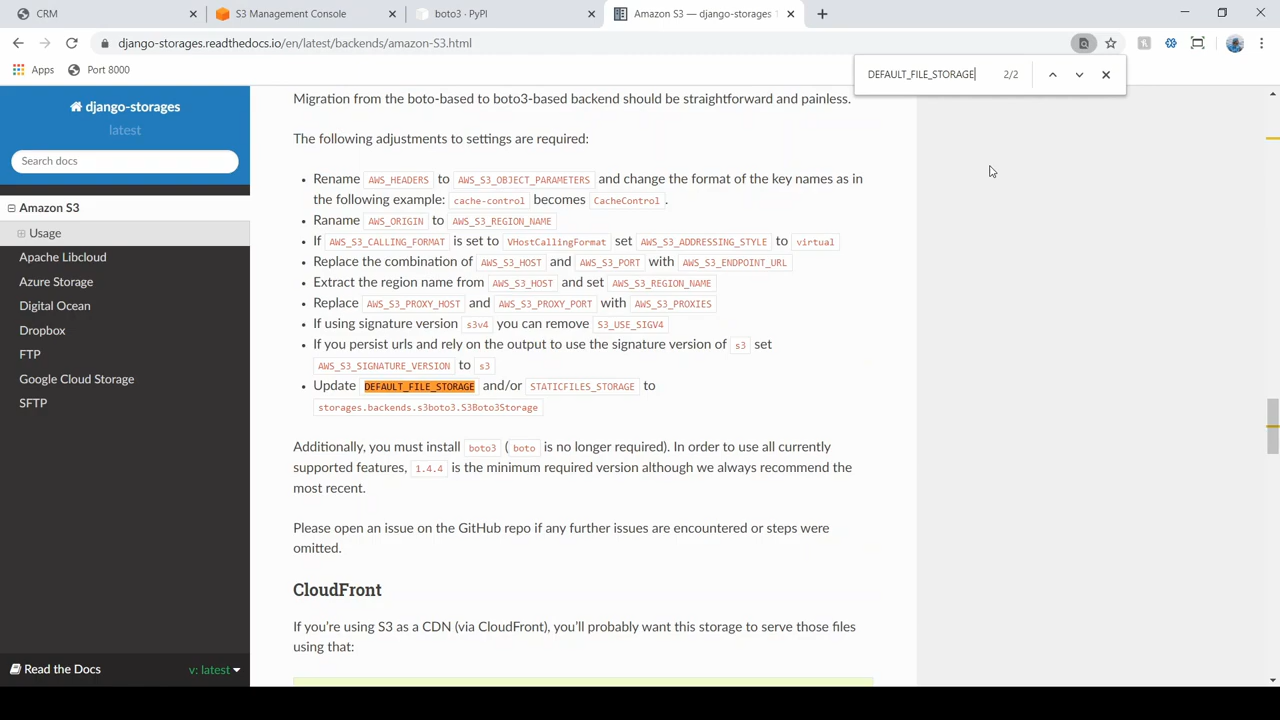 CRM
S3 Management Console
boto3 · PyPI
Amazon S3 — django-storages 1
django-storages.readthedocs.io/en/latest/backends/amazon-S3.html
Apps
Port 8000
DEFAULT_FILE_STORAGE 2/2
django-storages
latest
Search docs
Amazon S3
Usage
Apache Libcloud
Azure Storage
Digital Ocean
Dropbox
FTP
Google Cloud Storage
SFTP
Read the Docs
v: latest
Migration from the boto-based to boto3-based backend should be straightforward and painless.
The following adjustments to settings are required:
• Rename AWS_HEADERS to AWS_S3_OBJECT_PARAMETERS and change the format of the key names as in
the following example: cache-control becomes CacheControl.
• Raname AWS_ORIGIN to AWS_S3_REGION_NAME
• If AWS_S3_CALLING_FORMAT is set to VHostCallingFormat set AWS_S3_ADDRESSING_STYLE to virtual
• Replace the combination of AWS_S3_HOST and AWS_S3_PORT with AWS_S3_ENDPOINT_URL
• Extract the region name from AWS_S3_HOST and set AWS_S3_REGION_NAME
• Replace AWS_S3_PROXY_HOST and AWS_S3_PROXY_PORT with AWS_S3_PROXIES
• If using signature version s3v4 you can remove S3_USE_SIGV4
• If you persist urls and rely on the output to use the signature version of s3 set
AWS_S3_SIGNATURE_VERSION to s3
• Update DEFAULT_FILE_STORAGE and/or STATICFILES_STORAGE to
storages.backends.s3boto3.S3Boto3Storage
Additionally, you must install boto3 ( boto is no longer required). In order to use all currently
supported features, 1.4.4 is the minimum required version although we always recommend the
most recent.
Please open an issue on the GitHub repo if any further issues are encountered or steps were
omitted.
CloudFront
If you're using S3 as a CDN (via CloudFront), you'll probably want this storage to serve those files
using that: